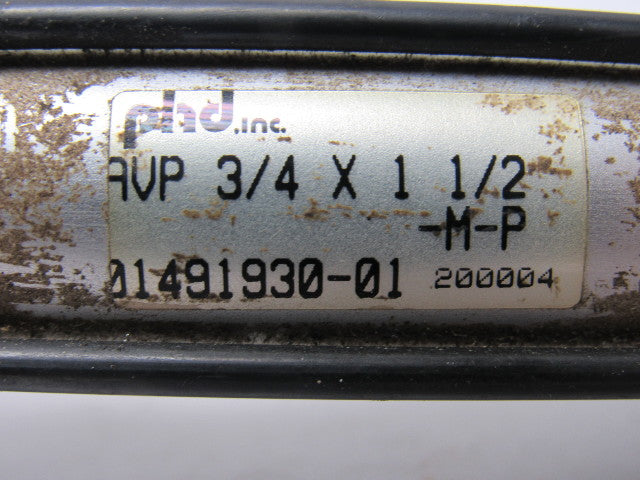 phd, inc.
AVP 3/4 X 1 1/2
-M-P
01491930-01 200004